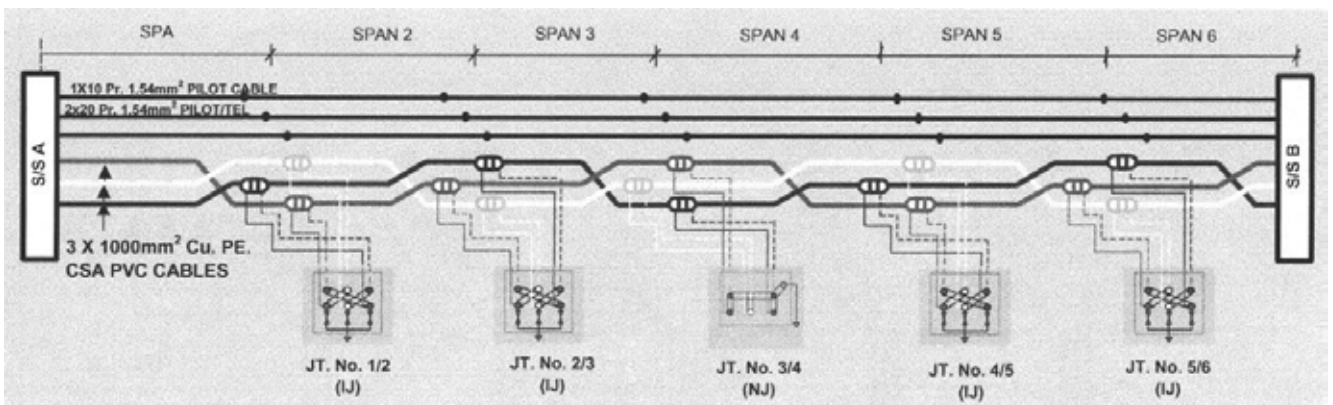 SPA
SPAN 2
SPAN 3
SPAN 4
SPAN 5
SPAN 6
1X10 Pr. 1.54mm² PILOT CABLE
2x20 Pr. 1.54mm² PILOT/TEL
S/S A
S/S B
3 X 1000mm² Cu. PE.
CSA PVC CABLES
JT. No. 1/2
(IJ)
JT. No. 2/3
(IJ)
JT. No. 3/4
(NJ)
JT. No. 4/5
(IJ)
JT. No. 5/6
(IJ)